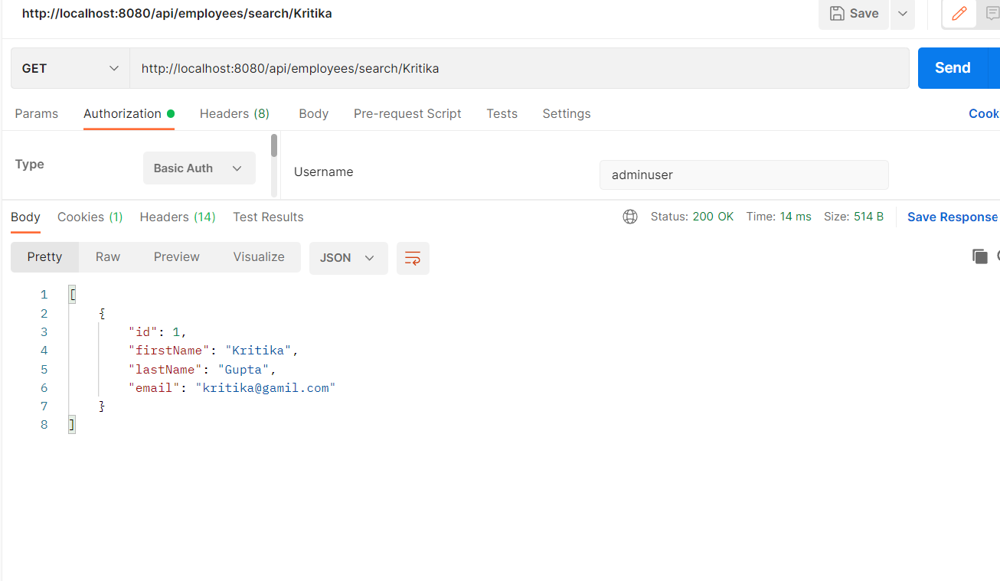 http://localhost:8080/api/employees/search/Kritika
Save
GET
http://localhost:8080/api/employees/search/Kritika
Send
Params Authorization Headers (8) Body Pre-request Script Tests Settings Cook
Type
Basic Auth
Username
adminuser
Body Cookies (1) Headers (14) Test Results Status: 200 OK Time: 14 ms Size: 514 B Save Response
Pretty Raw Preview Visualize JSON
1 [
2 {
3 "id": 1,
4 "firstName": "Kritika",
5 "lastName": "Gupta",
6 "email": "kritika@gamil.com"
7 }
8 ]